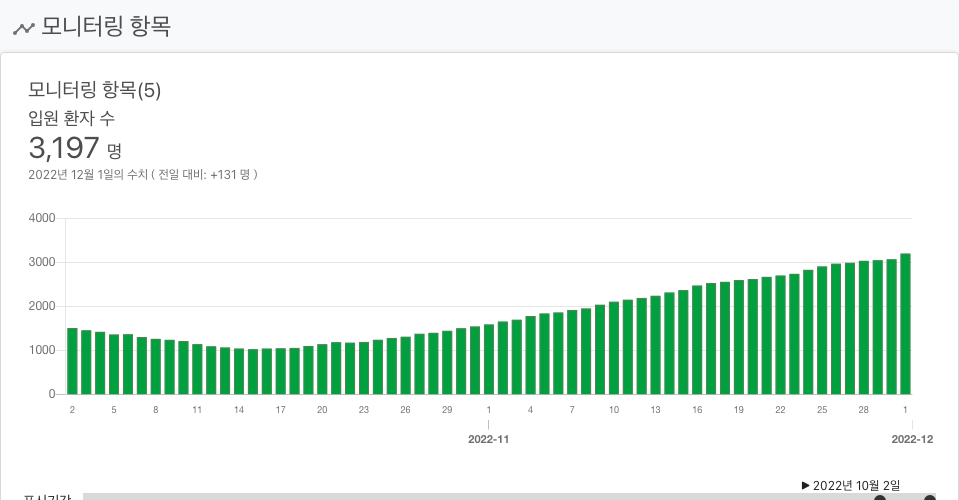 모니터링 항목
모니터링 항목(5)
입원 환자 수
3,197 명
2022년 12월 1일의 수치 ( 전일 대비: +131 명 )
4000
3000
2000
1000
0
2 5 8 11 14 17 20 23 26 29 1 4 7 10 13 16 19 22 25 28 1
2022-11 2022-12
▶ 2022년 10월 2일
표시기간